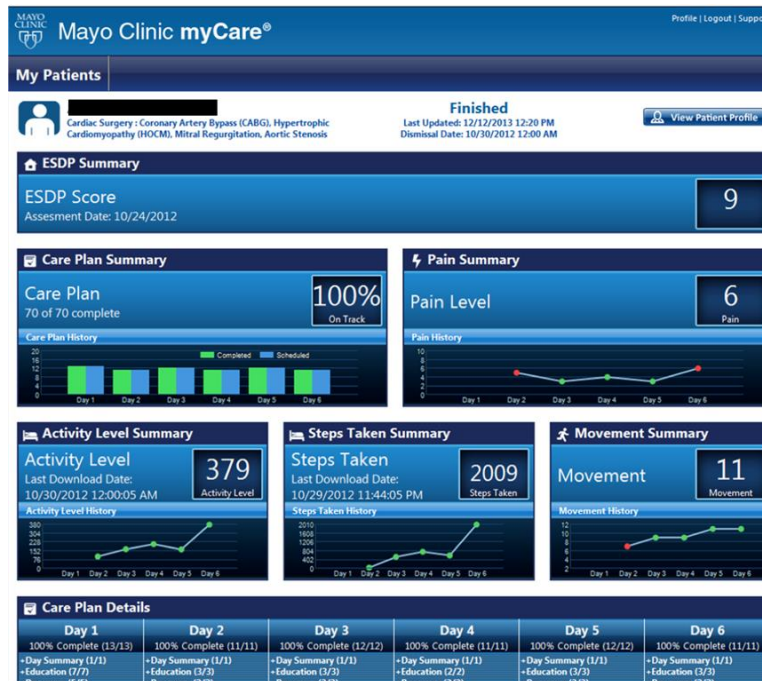 MAYO
CLINIC
Mayo Clinic myCare®
Profile | Logout | Suppo
My Patients
Cardiac Surgery : Coronary Artery Bypass (CABG), Hypertrophic
Cardiomyopathy (HOCM), Mitral Regurgitation, Aortic Stenosis
Finished
Last Updated: 12/12/2013 12:20 PM
Dismissal Date: 10/30/2012 12:00 AM
View Patient Profile
ESDP Summary
ESDP Score
Assesment Date: 10/24/2012
9
Care Plan Summary
Care Plan
70 of 70 complete
100%
On Track
Care Plan History
Completed Scheduled
20
16
12
8
4
0
Day 1 Day 2 Day 3 Day 4 Day 5 Day 6
Pain Summary
Pain Level
6
Pain
Pain History
10
8
6
4
2
0
Day 1 Day 2 Day 3 Day 4 Day 5 Day 6
Activity Level Summary
Activity Level
Last Download Date:
10/30/2012 12:00:05 AM
379
Activity Level
Activity Level History
380
304
228
152
76
0
Day 1 Day 2 Day 3 Day 4 Day 5 Day 6
Steps Taken Summary
Steps Taken
Last Download Date:
10/29/2012 11:44:05 PM
2009
Steps Taken
Steps Taken History
2010
1608
1206
804
402
0
Day 1 Day 2 Day 3 Day 4 Day 5 Day 6
Movement Summary
Movement
11
Movement
Movement History
12
10
8
6
4
2
Day 1 Day 2 Day 3 Day 4 Day 5 Day 6
Care Plan Details
Day 1 Day 2 Day 3 Day 4 Day 5 Day 6
100% Complete (13/13) 100% Complete (11/11) 100% Complete (12/12) 100% Complete (11/11) 100% Complete (12/12) 100% Complete (11/11)
+Day Summary (1/1) +Day Summary (1/1) +Day Summary (1/1) +Day Summary (1/1) +Day Summary (1/1) +Day Summary (1/1)
+Education (7/7) +Education (3/3) +Education (3/3) +Education (2/2) +Education (3/3) +Education (3/3)